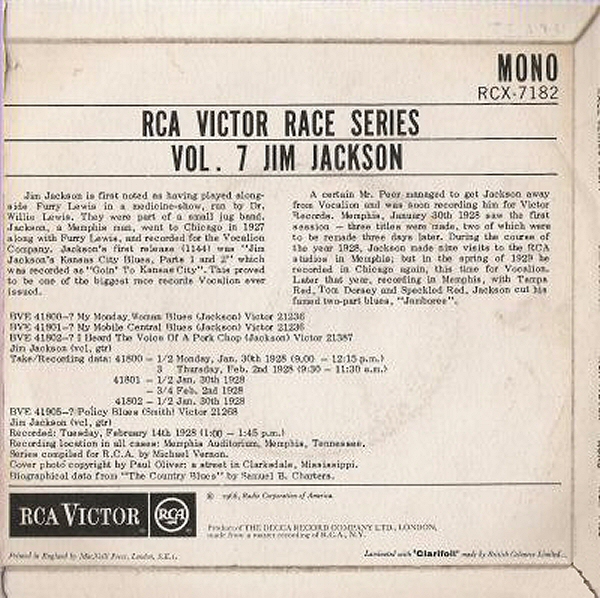 MONO
RCX-7182
RCA VICTOR RACE SERIES
VOL. 7 JIM JACKSON
Jim Jackson is first noted as having played along-
side Furry Lewis in a medicine-show, run by Dr.
Willie Lewis. They were part of a small jug band.
Jackson, a Memphis man, went to Chicago in 1927
along with Furry Lewis, and recorded for the Vocalion
Company. Jackson's first release (1144) was "Jim
Jackson's Kansas City Blues, Parts 1 and 2" which
was recorded as "Goin' To Kansas City". This proved
to be one of the biggest race records Vocalion ever
issued.
A certain Mr. Peer managed to get Jackson away
from Vocalion and was soon recording him for Victor
Records. Memphis, January 30th 1928 saw the first
session - three titles were made, two of which were
to be remade three days later. During the course of
the year 1928, Jackson made nine visits to the RCA
studios in Memphis; but in the spring of 1929 he
recorded in Chicago again, this time for Vocalion.
Later that year, recording in Memphis, with Tampa
Red, Tom Dorsey and Speckled Red, Jackson cut his
famed two-part blues, "Jamboree".
BVE 41800-? My Monday Woman Blues (Jackson) Victor 21236
BVE 41801-? My Mobile Central Blues (Jackson) Victor 21236
BVE 41802-? I Heard The Voice Of A Pork Chop (Jackson) Victor 21387
Jim Jackson (vcl, gtr)
Take/Recording data: 41800 - 1/2 Monday, Jan. 30th 1928 (9.00 - 12:15 p.m.)
3 Thursday, Feb. 2nd 1928 (9:30 - 11:30 a.m.)
41801 - 1/2 Jan. 30th 1928
- 3/4 Feb. 2nd 1928
41802 - 1/2 Jan. 30th 1928
BVE 41905-? Policy Blues (Smith) Victor 21268
Jim Jackson (vcl, gtr)
Recorded: Tuesday, February 14th 1928 (1:00 - 1:45 p.m.)
Recording location in all cases: Memphis Auditorium, Memphis, Tennessee.
Series compiled for R.C.A. by Michael Vernon.
Cover photo copyright by Paul Oliver: a street in Clarksdale, Mississippi.
Biographical data from "The Country Blues" by Samuel B. Charters.
RCA VICTOR RCA
℗ 1966, Radio Corporation of America.
Product of THE DECCA RECORD COMPANY LTD., LONDON,
made from a master recording of R.C.A., N.Y.
Printed in England by MacNeill Press, London, S.E.1.
Laminated with 'Clarifoil' made by British Celanese Limited